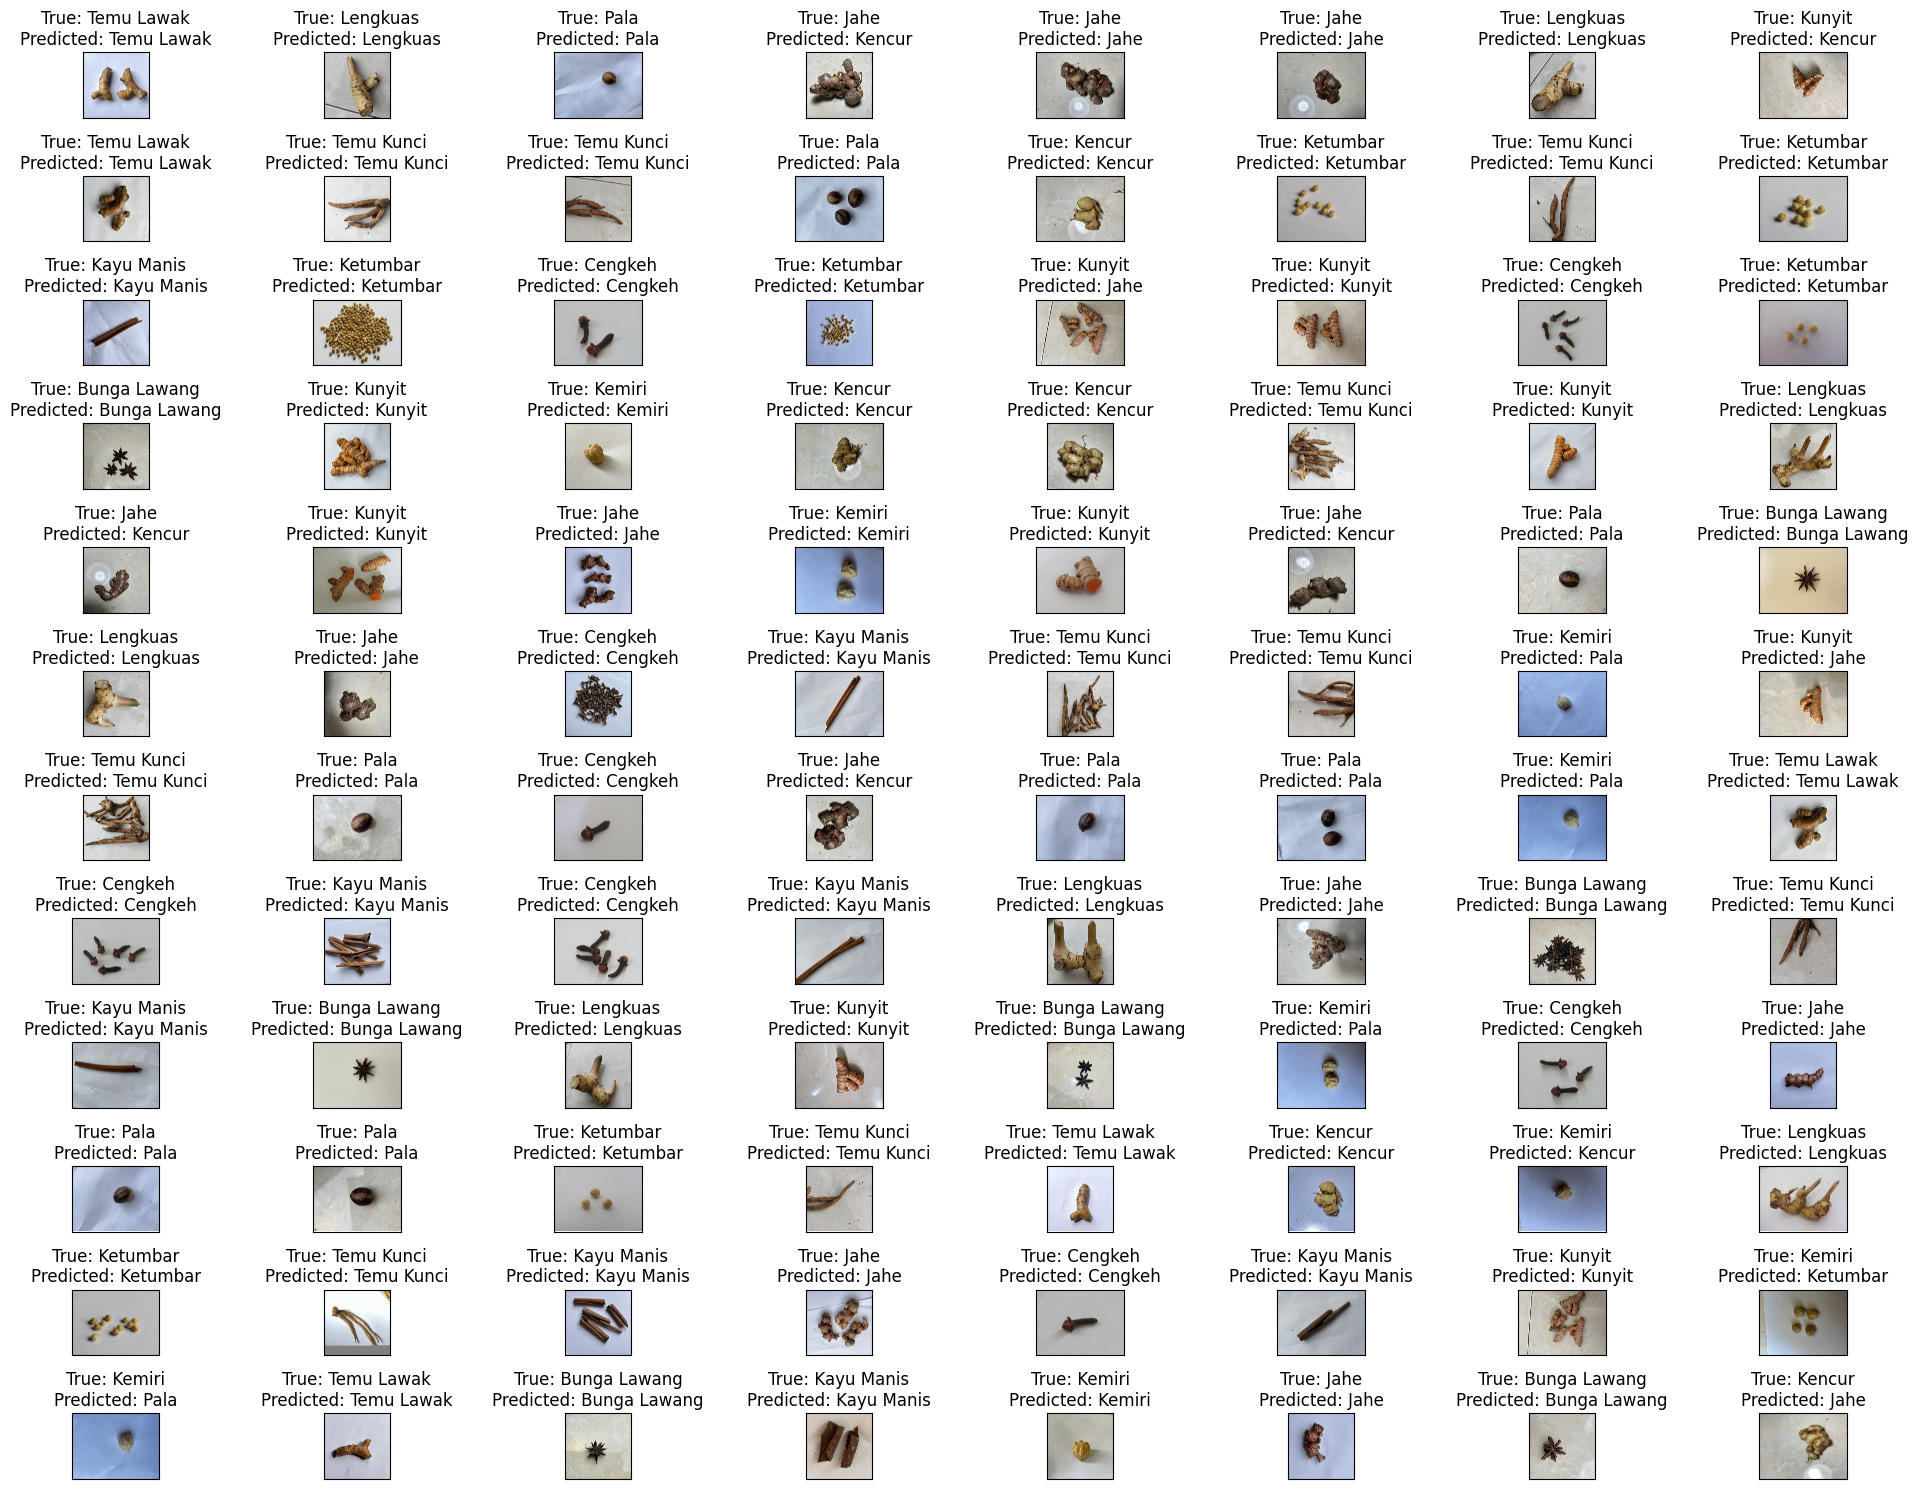 True: Temu Lawak
Predicted: Temu Lawak
True: Lengkuas
Predicted: Lengkuas
True: Pala
Predicted: Pala
True: Jahe
Predicted: Kencur
True: Jahe
Predicted: Jahe
True: Jahe
Predicted: Jahe
True: Lengkuas
Predicted: Lengkuas
True: Kunyit
Predicted: Kencur
True: Temu Lawak
Predicted: Temu Lawak
True: Temu Kunci
Predicted: Temu Kunci
True: Temu Kunci
Predicted: Temu Kunci
True: Pala
Predicted: Pala
True: Kencur
Predicted: Kencur
True: Ketumbar
Predicted: Ketumbar
True: Temu Kunci
Predicted: Temu Kunci
True: Ketumbar
Predicted: Ketumbar
True: Kayu Manis
Predicted: Kayu Manis
True: Ketumbar
Predicted: Ketumbar
True: Cengkeh
Predicted: Cengkeh
True: Ketumbar
Predicted: Ketumbar
True: Kunyit
Predicted: Jahe
True: Kunyit
Predicted: Kunyit
True: Cengkeh
Predicted: Cengkeh
True: Ketumbar
Predicted: Ketumbar
True: Bunga Lawang
Predicted: Bunga Lawang
True: Kunyit
Predicted: Kunyit
True: Kemiri
Predicted: Kemiri
True: Kencur
Predicted: Kencur
True: Kencur
Predicted: Kencur
True: Temu Kunci
Predicted: Temu Kunci
True: Kunyit
Predicted: Kunyit
True: Lengkuas
Predicted: Lengkuas
True: Jahe
Predicted: Kencur
True: Kunyit
Predicted: Kunyit
True: Jahe
Predicted: Jahe
True: Kemiri
Predicted: Kemiri
True: Kunyit
Predicted: Kunyit
True: Jahe
Predicted: Kencur
True: Pala
Predicted: Pala
True: Bunga Lawang
Predicted: Bunga Lawang
True: Lengkuas
Predicted: Lengkuas
True: Jahe
Predicted: Jahe
True: Cengkeh
Predicted: Cengkeh
True: Kayu Manis
Predicted: Kayu Manis
True: Temu Kunci
Predicted: Temu Kunci
True: Temu Kunci
Predicted: Temu Kunci
True: Kemiri
Predicted: Pala
True: Kunyit
Predicted: Jahe
True: Temu Kunci
Predicted: Temu Kunci
True: Pala
Predicted: Pala
True: Cengkeh
Predicted: Cengkeh
True: Jahe
Predicted: Kencur
True: Pala
Predicted: Pala
True: Pala
Predicted: Pala
True: Kemiri
Predicted: Pala
True: Temu Lawak
Predicted: Temu Lawak
True: Cengkeh
Predicted: Cengkeh
True: Kayu Manis
Predicted: Kayu Manis
True: Cengkeh
Predicted: Cengkeh
True: Kayu Manis
Predicted: Kayu Manis
True: Lengkuas
Predicted: Lengkuas
True: Jahe
Predicted: Jahe
True: Bunga Lawang
Predicted: Bunga Lawang
True: Temu Kunci
Predicted: Temu Kunci
True: Kayu Manis
Predicted: Kayu Manis
True: Bunga Lawang
Predicted: Bunga Lawang
True: Lengkuas
Predicted: Lengkuas
True: Kunyit
Predicted: Kunyit
True: Bunga Lawang
Predicted: Bunga Lawang
True: Kemiri
Predicted: Pala
True: Cengkeh
Predicted: Cengkeh
True: Jahe
Predicted: Jahe
True: Pala
Predicted: Pala
True: Pala
Predicted: Pala
True: Ketumbar
Predicted: Ketumbar
True: Temu Kunci
Predicted: Temu Kunci
True: Temu Lawak
Predicted: Temu Lawak
True: Kencur
Predicted: Kencur
True: Kemiri
Predicted: Kencur
True: Lengkuas
Predicted: Lengkuas
True: Ketumbar
Predicted: Ketumbar
True: Temu Kunci
Predicted: Temu Kunci
True: Kayu Manis
Predicted: Kayu Manis
True: Jahe
Predicted: Jahe
True: Cengkeh
Predicted: Cengkeh
True: Kayu Manis
Predicted: Kayu Manis
True: Kunyit
Predicted: Kunyit
True: Kemiri
Predicted: Ketumbar
True: Kemiri
Predicted: Pala
True: Temu Lawak
Predicted: Temu Lawak
True: Bunga Lawang
Predicted: Bunga Lawang
True: Kayu Manis
Predicted: Kayu Manis
True: Kemiri
Predicted: Kemiri
True: Jahe
Predicted: Jahe
True: Bunga Lawang
Predicted: Bunga Lawang
True: Kencur
Predicted: Jahe